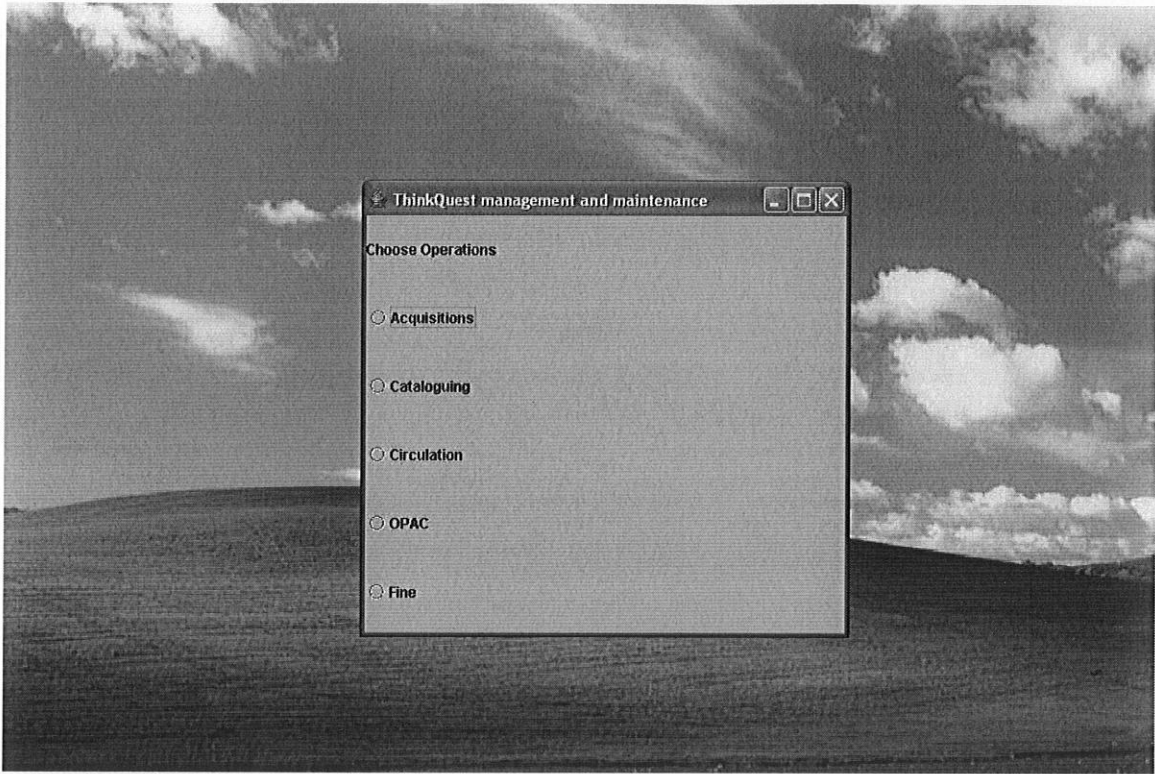 ThinkQuest management and maintenance
Choose Operations
Acquisitions
Cataloguing
Circulation
OPAC
Fine